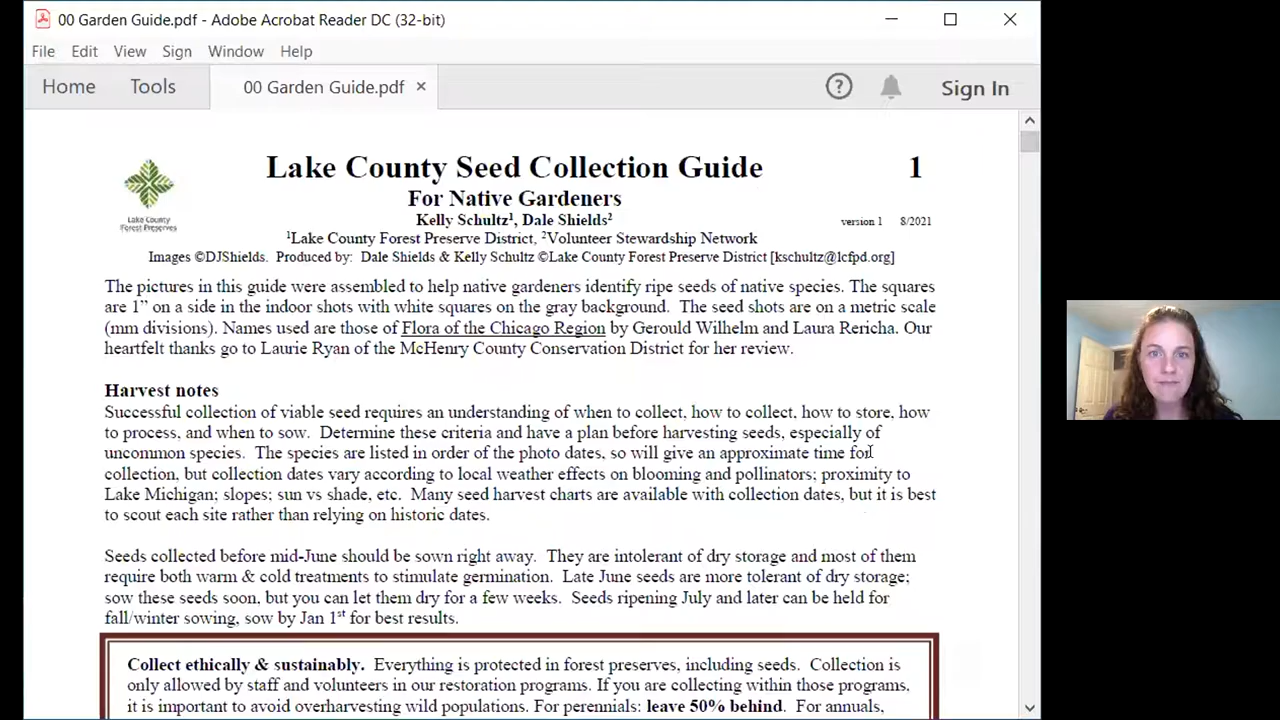 00 Garden Guide.pdf - Adobe Acrobat Reader DC (32-bit)
File Edit View Sign Window Help
Home Tools 00 Garden Guide.pdf × ? Sign In
Lake County Seed Collection Guide 1
For Native Gardeners
Kelly Schultz¹, Dale Shields²
version 1 8/2021
Lake County
Forest Preserves
¹Lake County Forest Preserve District, ²Volunteer Stewardship Network
Images ©DJShields. Produced by: Dale Shields & Kelly Schultz ©Lake County Forest Preserve District [kschultz@lcfpd.org]
The pictures in this guide were assembled to help native gardeners identify ripe seeds of native species. The squares
are 1” on a side in the indoor shots with white squares on the gray background. The seed shots are on a metric scale
(mm divisions). Names used are those of Flora of the Chicago Region by Gerould Wilhelm and Laura Rericha. Our
heartfelt thanks go to Laurie Ryan of the McHenry County Conservation District for her review.
Harvest notes
Successful collection of viable seed requires an understanding of when to collect, how to collect, how to store, how
to process, and when to sow. Determine these criteria and have a plan before harvesting seeds, especially of
uncommon species. The species are listed in order of the photo dates, so will give an approximate time for
collection, but collection dates vary according to local weather effects on blooming and pollinators; proximity to
Lake Michigan; slopes; sun vs shade, etc. Many seed harvest charts are available with collection dates, but it is best
to scout each site rather than relying on historic dates.
Seeds collected before mid-June should be sown right away. They are intolerant of dry storage and most of them
require both warm & cold treatments to stimulate germination. Late June seeds are more tolerant of dry storage;
sow these seeds soon, but you can let them dry for a few weeks. Seeds ripening July and later can be held for
fall/winter sowing, sow by Jan 1st for best results.
Collect ethically & sustainably. Everything is protected in forest preserves, including seeds. Collection is
only allowed by staff and volunteers in our restoration programs. If you are collecting within those programs,
it is important to avoid overharvesting wild populations. For perennials: leave 50% behind. For annuals,